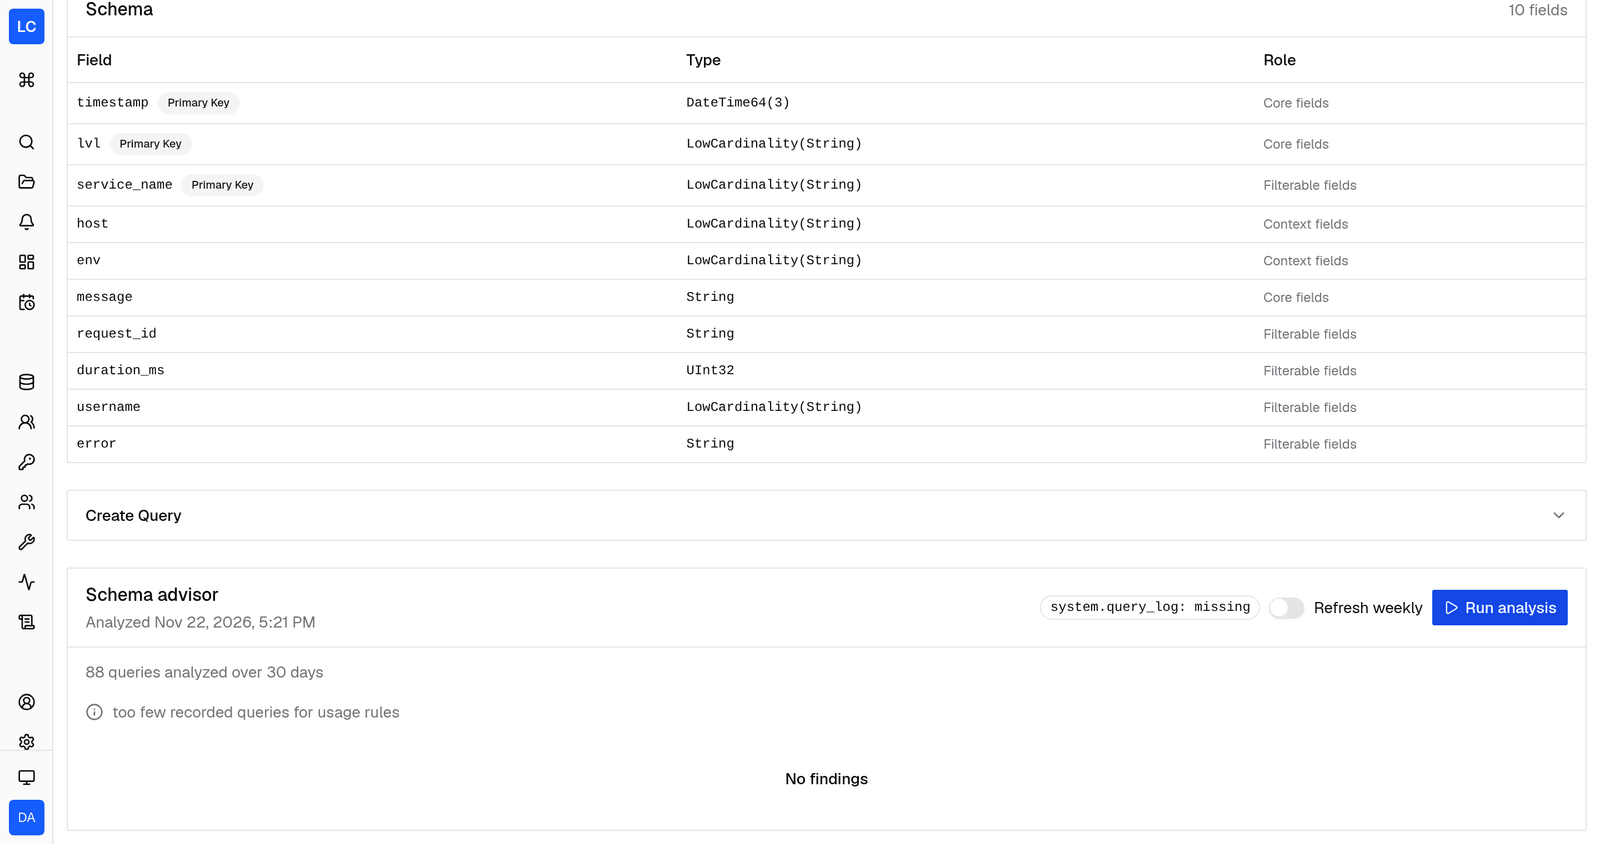 LC
Schema
10 fields
Field Type Role
timestamp Primary Key DateTime64(3) Core fields
lvl Primary Key LowCardinality(String) Core fields
service_name Primary Key LowCardinality(String) Filterable fields
host LowCardinality(String) Context fields
env LowCardinality(String) Context fields
message String Core fields
request_id String Filterable fields
duration_ms UInt32 Filterable fields
username LowCardinality(String) Filterable fields
error String Filterable fields
Create Query
Schema advisor
Analyzed Nov 22, 2026, 5:21 PM
system.query_log: missing Refresh weekly Run analysis
88 queries analyzed over 30 days
too few recorded queries for usage rules
No findings
DA